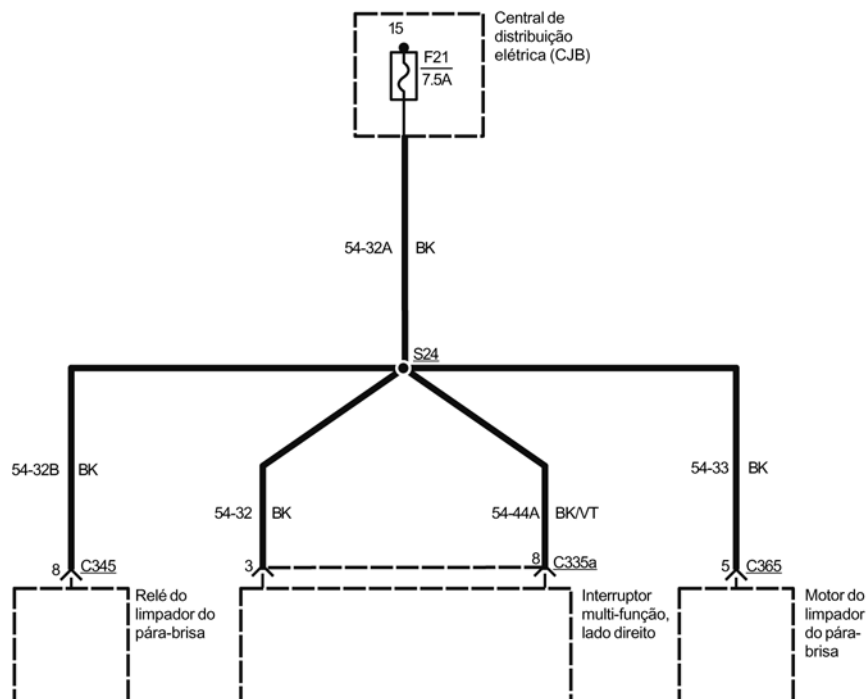 Central de
distribuição
elétrica (CJB)
15
F21
7.5A
54-32A
BK
S24
54-32B
BK
54-32
BK
54-44A
BK/VT
54-33
BK
8
C345
3
8
C335a
5
C365
Relé do
limpador do
pára-brisa
Interruptor
multi-função,
lado direito
Motor do
limpador
do pára-
brisa